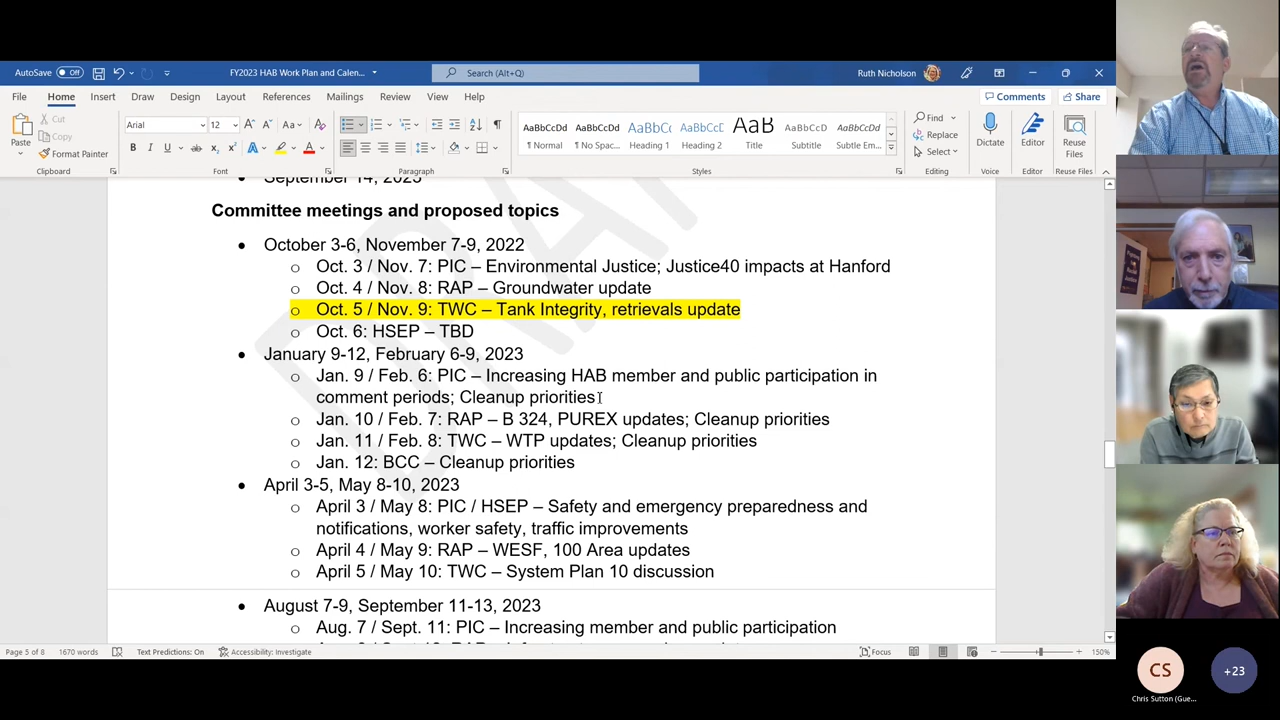 AutoSave Off FY2023 HAB Work Plan and Calen... Search (Alt+Q) Ruth Nicholson
File Home Insert Draw Design Layout References Mailings Review View Help Comments Share
Paste Cut Copy Format Painter
Clipboard
Arial 12 Aa
B I U ab x₂ x² A A
Font
Paragraph
AaBbCcDd AaBbCcDd AaBbCc AaBbCcD AaB AaBbCcD AaBbCcDd
¶ Normal ¶ No Spac... Heading 1 Heading 2 Title Subtitle Subtle Em...
Styles
Find Replace Select
Editing
Dictate
Voice
Editor
Editor
Reuse Files
Reuse Files
• September 14, 2023
Committee meetings and proposed topics
• October 3-6, November 7-9, 2022
o Oct. 3 / Nov. 7: PIC – Environmental Justice; Justice40 impacts at Hanford
o Oct. 4 / Nov. 8: RAP – Groundwater update
o Oct. 5 / Nov. 9: TWC – Tank Integrity, retrievals update
o Oct. 6: HSEP – TBD
• January 9-12, February 6-9, 2023
o Jan. 9 / Feb. 6: PIC – Increasing HAB member and public participation in
comment periods; Cleanup priorities
o Jan. 10 / Feb. 7: RAP – B 324, PUREX updates; Cleanup priorities
o Jan. 11 / Feb. 8: TWC – WTP updates; Cleanup priorities
o Jan. 12: BCC – Cleanup priorities
• April 3-5, May 8-10, 2023
o April 3 / May 8: PIC / HSEP – Safety and emergency preparedness and
notifications, worker safety, traffic improvements
o April 4 / May 9: RAP – WESF, 100 Area updates
o April 5 / May 10: TWC – System Plan 10 discussion
• August 7-9, September 11-13, 2023
o Aug. 7 / Sept. 11: PIC – Increasing member and public participation
Page 5 of 8 1670 words Text Predictions: On Accessibility: Investigate Focus 150%
CS +23
Chris Sutton (Gue...